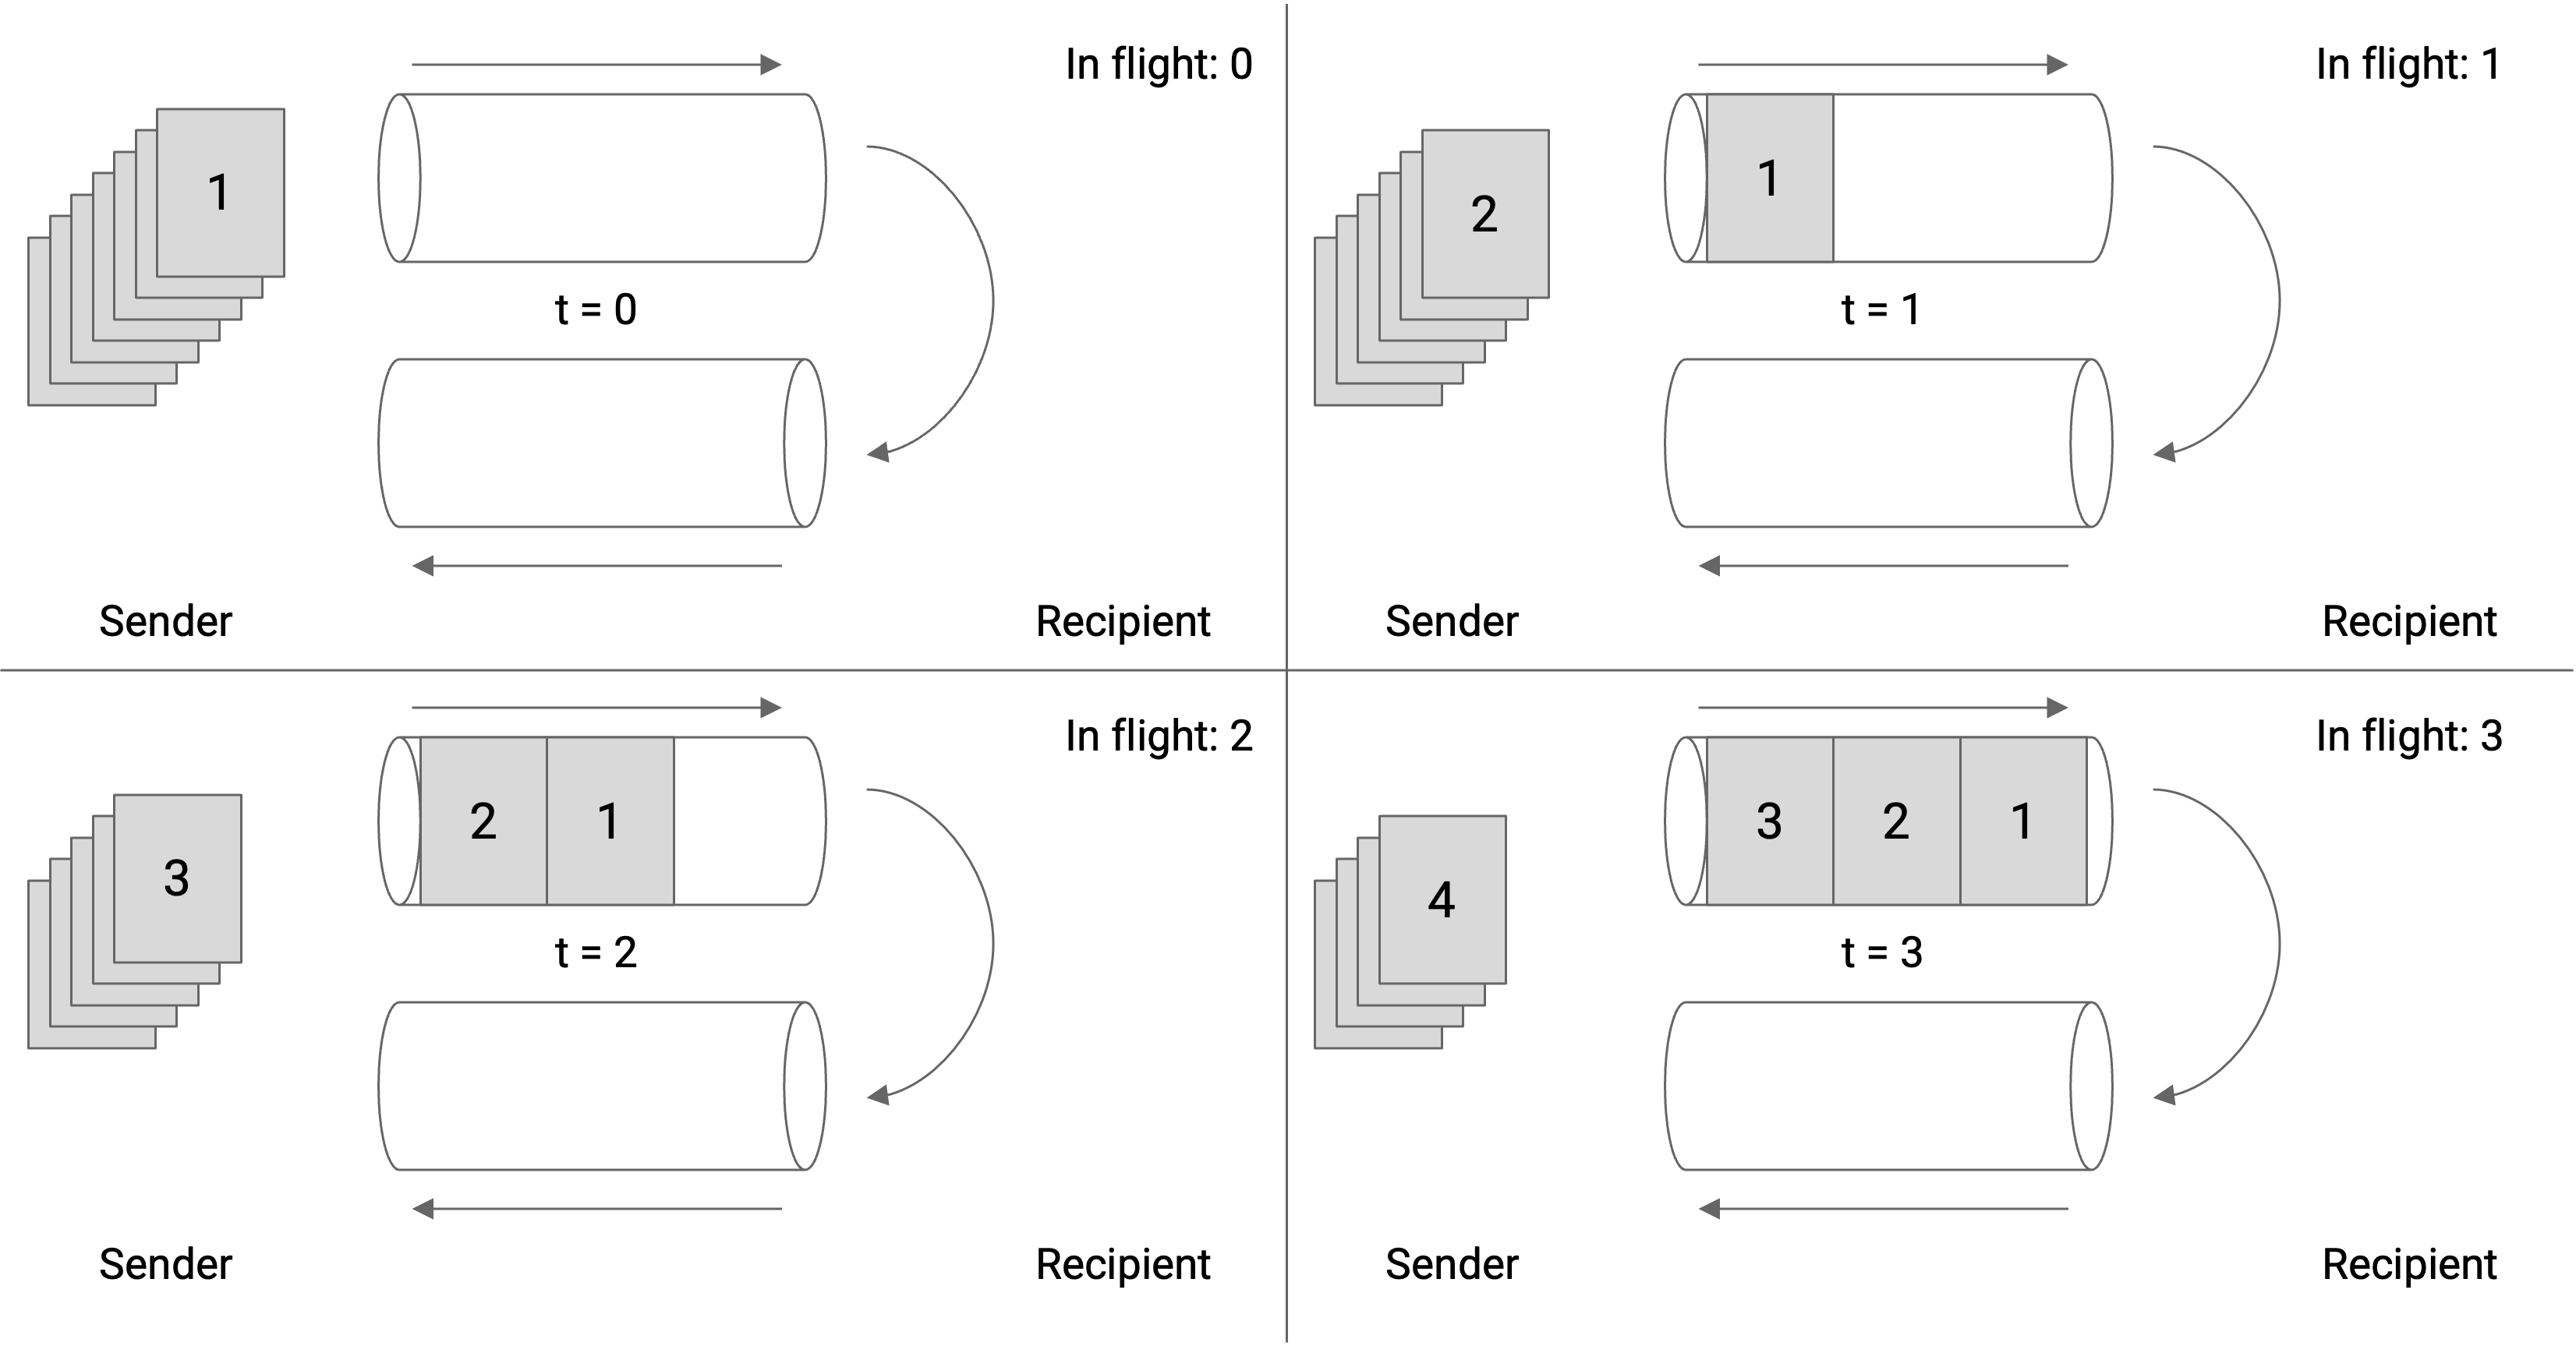 In flight: 0
1
t = 0
Sender
Recipient
In flight: 1
2
1
t = 1
Sender
Recipient
In flight: 2
3
2 1
t = 2
Sender
Recipient
In flight: 3
4
3 2 1
t = 3
Sender
Recipient